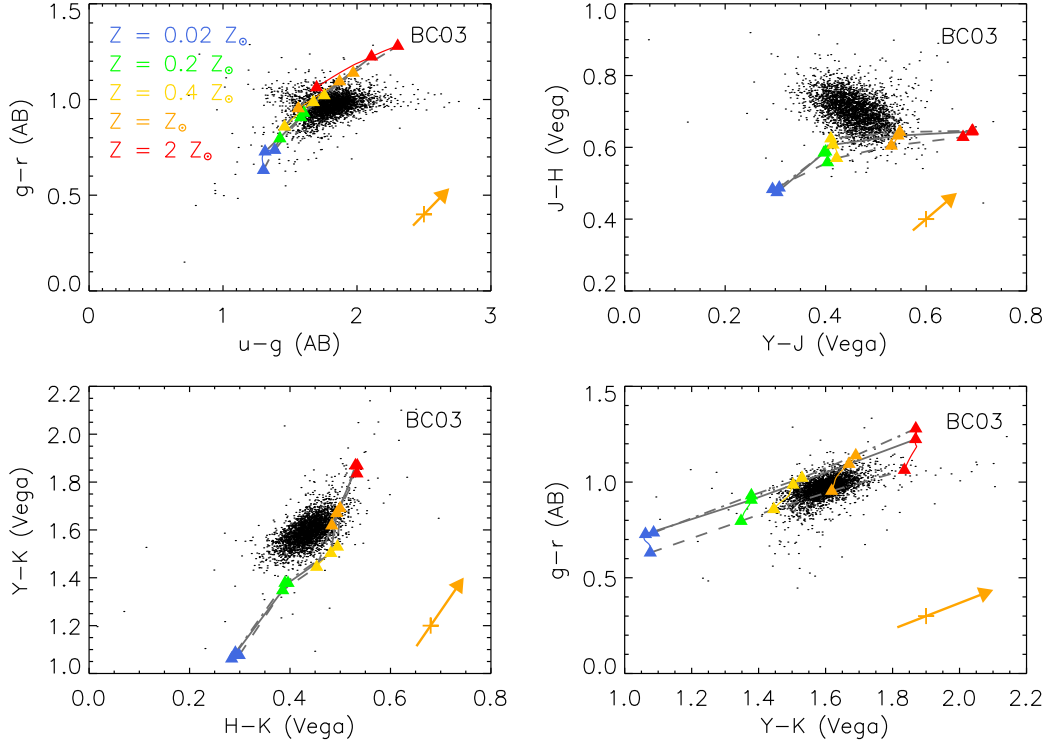 1.5
1.0
0.5
0.0
g-r (AB)
Z = 0.02 Z⊙
Z = 0.2 Z⊙
Z = 0.4 Z⊙
Z = Z⊙
Z = 2 Z⊙
BC03
0 1 2 3
u-g (AB)
1.0
0.8
0.6
0.4
0.2
J-H (Vega)
BC03
0.0 0.2 0.4 0.6 0.8
Y-J (Vega)
2.2
2.0
1.8
1.6
1.4
1.2
1.0
Y-K (Vega)
BC03
0.0 0.2 0.4 0.6 0.8
H-K (Vega)
1.5
1.0
0.5
0.0
g-r (AB)
BC03
1.0 1.2 1.4 1.6 1.8 2.0 2.2
Y-K (Vega)